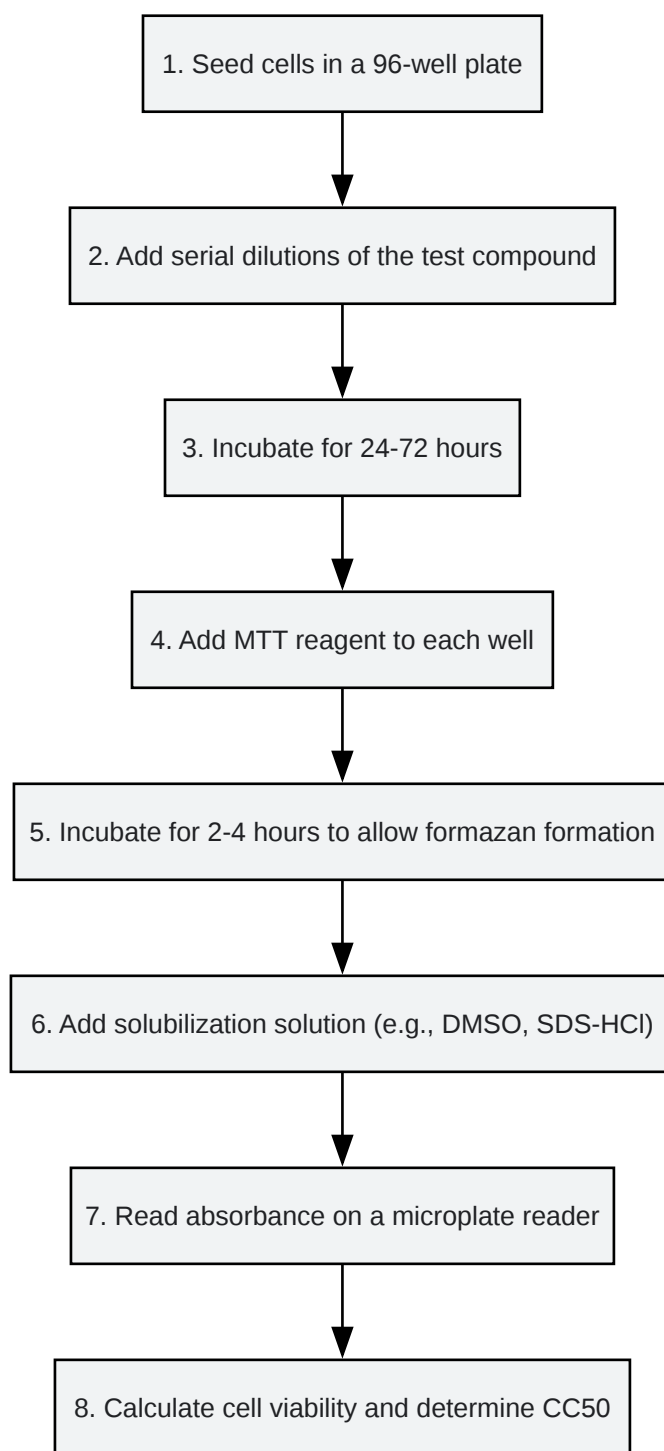 1. Seed cells in a 96-well plate
2. Add serial dilutions of the test compound
3. Incubate for 24-72 hours
4. Add MTT reagent to each well
5. Incubate for 2-4 hours to allow formazan formation
6. Add solubilization solution (e.g., DMSO, SDS-HCl)
7. Read absorbance on a microplate reader
8. Calculate cell viability and determine CC50